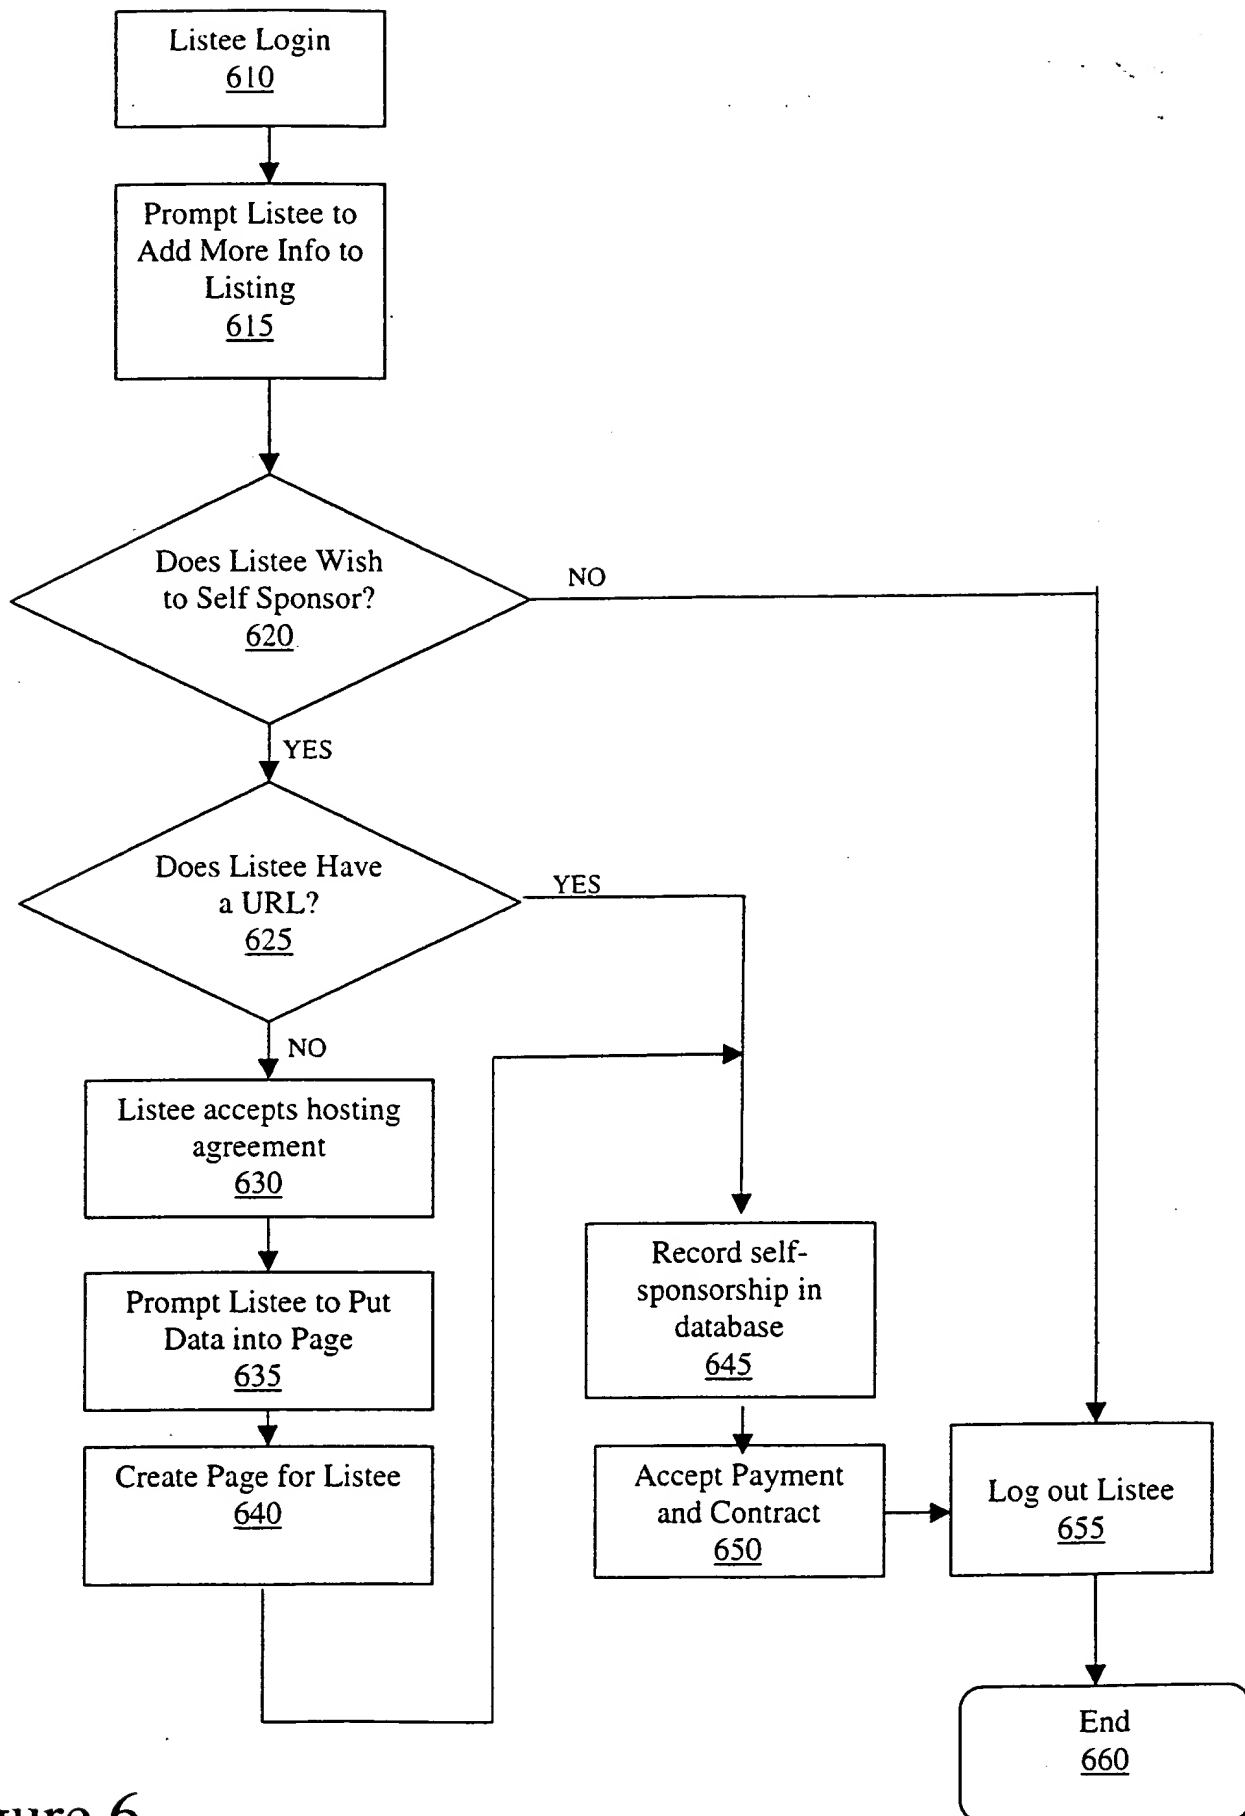 Listee Login
610
Prompt Listee to
Add More Info to
Listing
615
Does Listee Wish
to Self Sponsor?
620
NO
YES
Does Listee Have
a URL?
625
YES
NO
Listee accepts hosting
agreement
630
Prompt Listee to Put
Data into Page
635
Create Page for Listee
640
Record self-
sponsorship in
database
645
Accept Payment
and Contract
650
Log out Listee
655
End
660
6